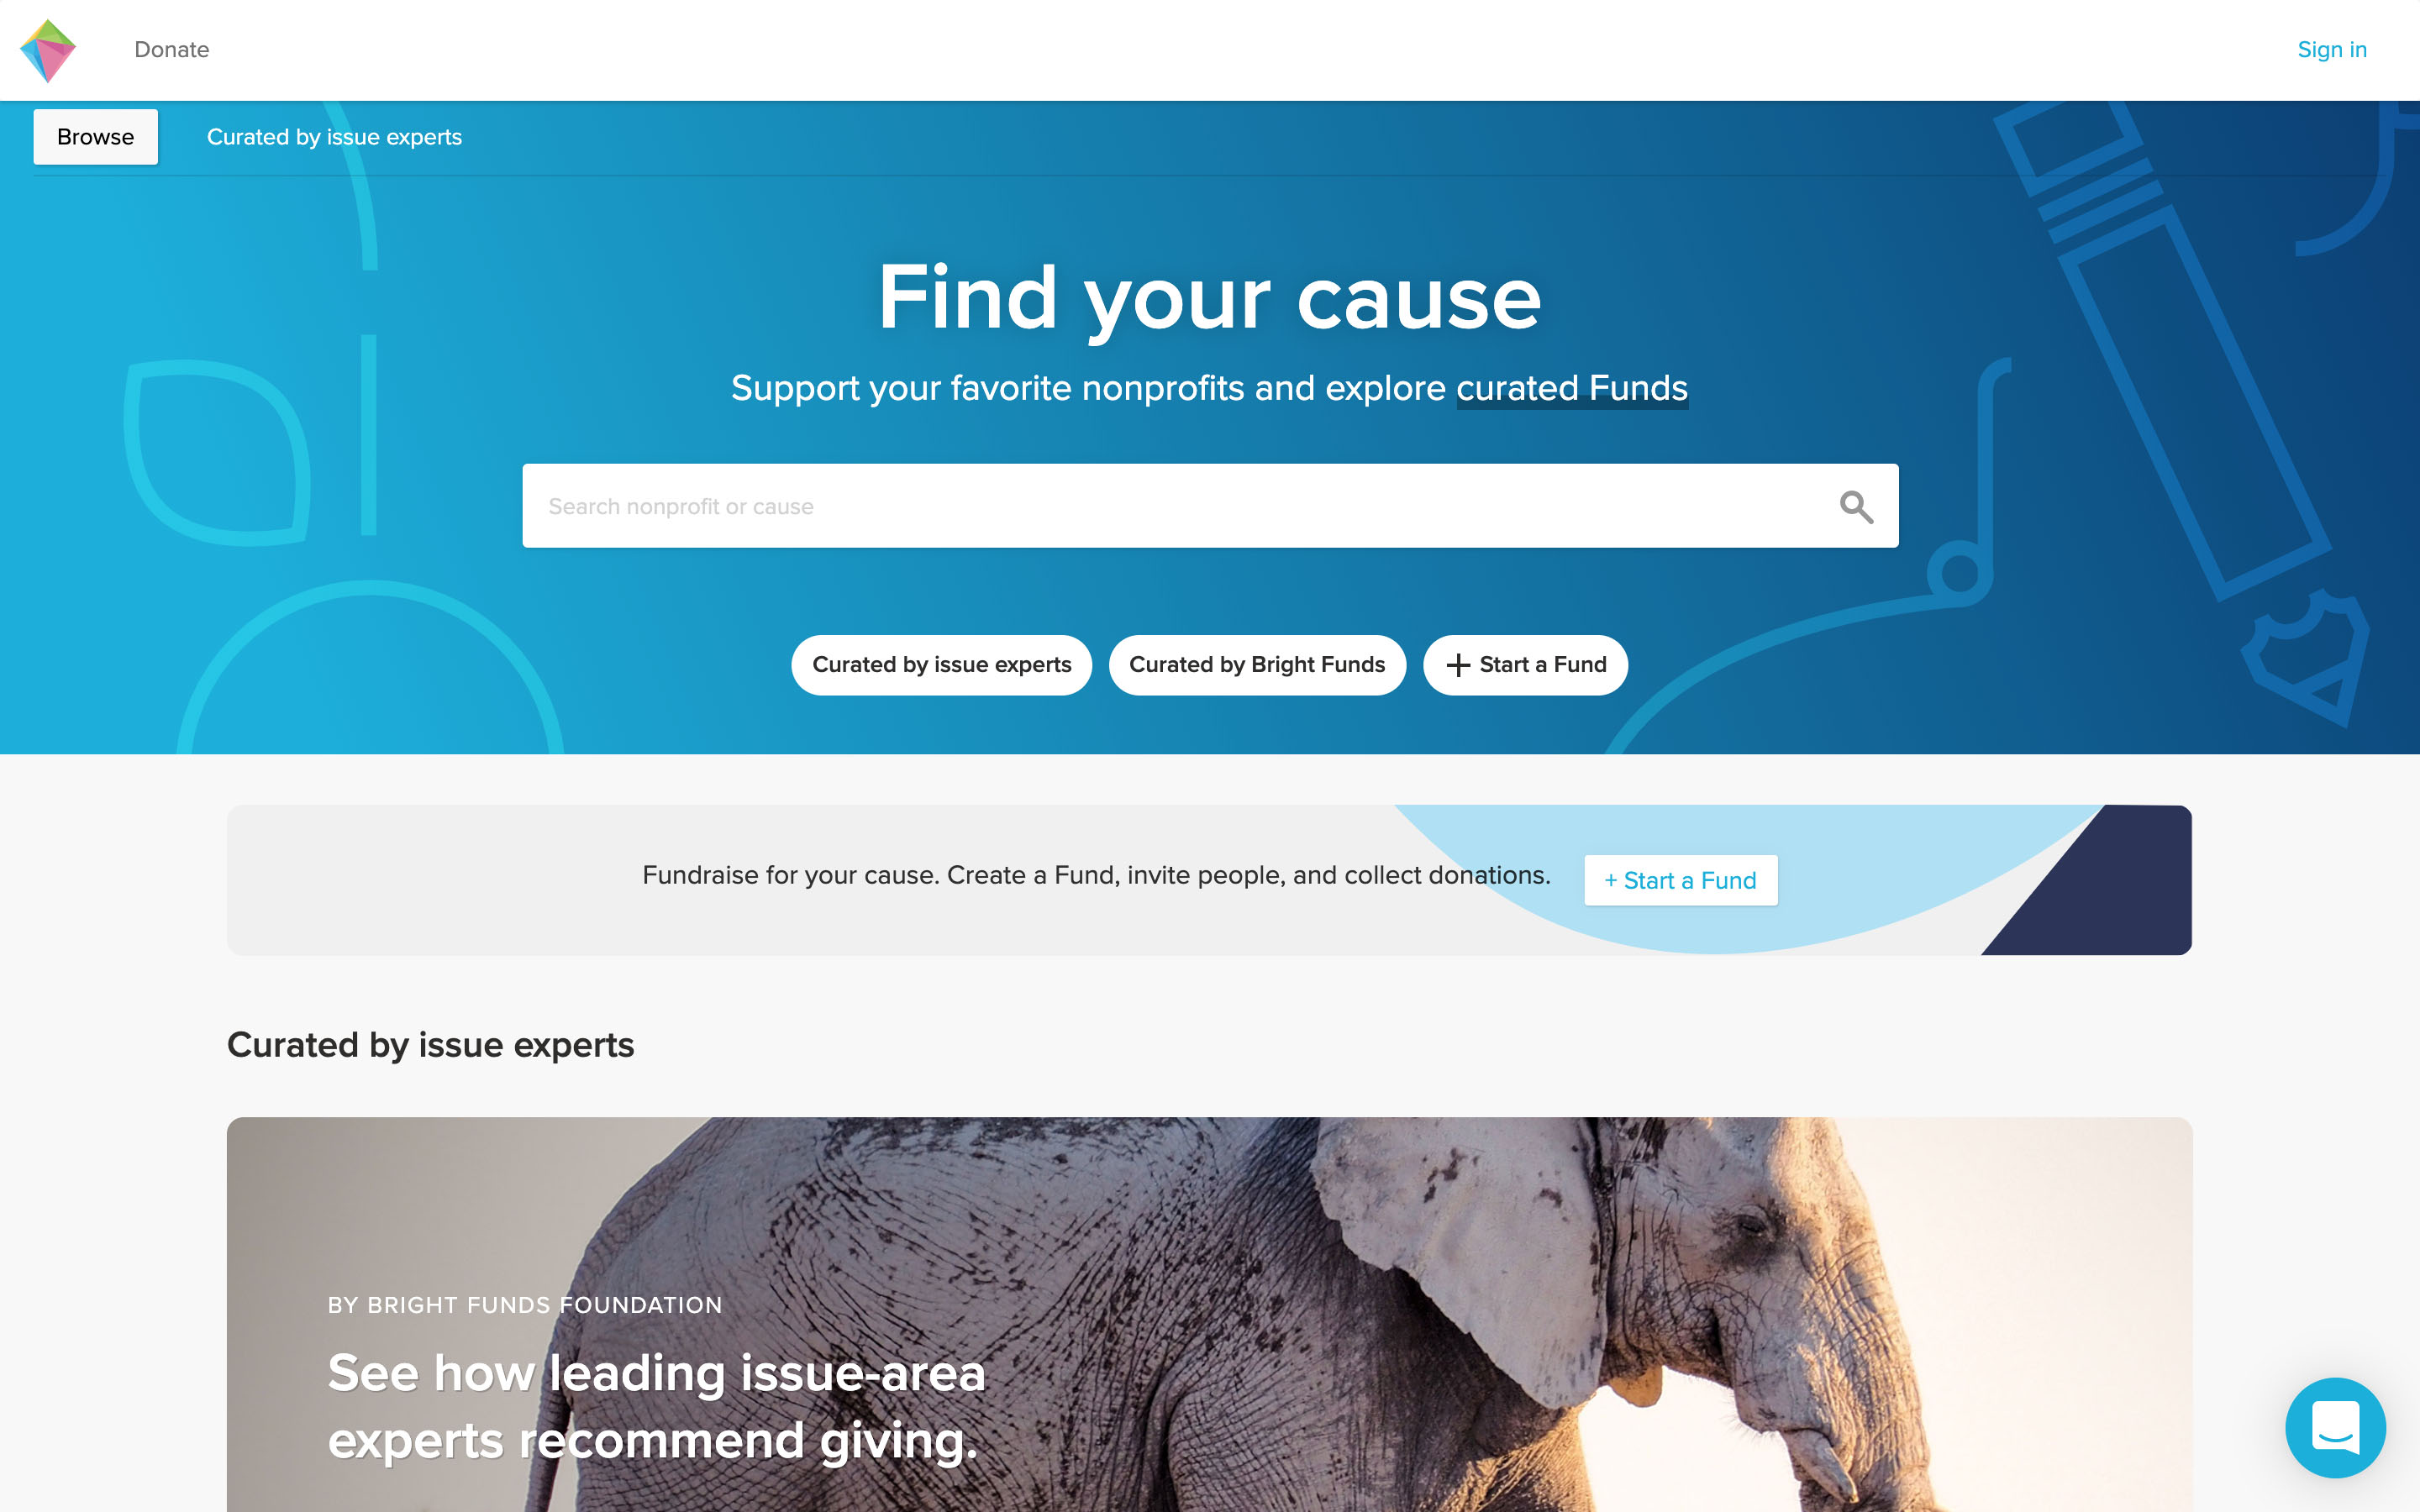 Donate
Sign in
Browse
Curated by issue experts
Find your cause
Support your favorite nonprofits and explore curated Funds
Search nonprofit or cause
Curated by issue experts
Curated by Bright Funds
+ Start a Fund
Fundraise for your cause. Create a Fund, invite people, and collect donations.
+ Start a Fund
Curated by issue experts
BY BRIGHT FUNDS FOUNDATION
See how leading issue-area
experts recommend giving.